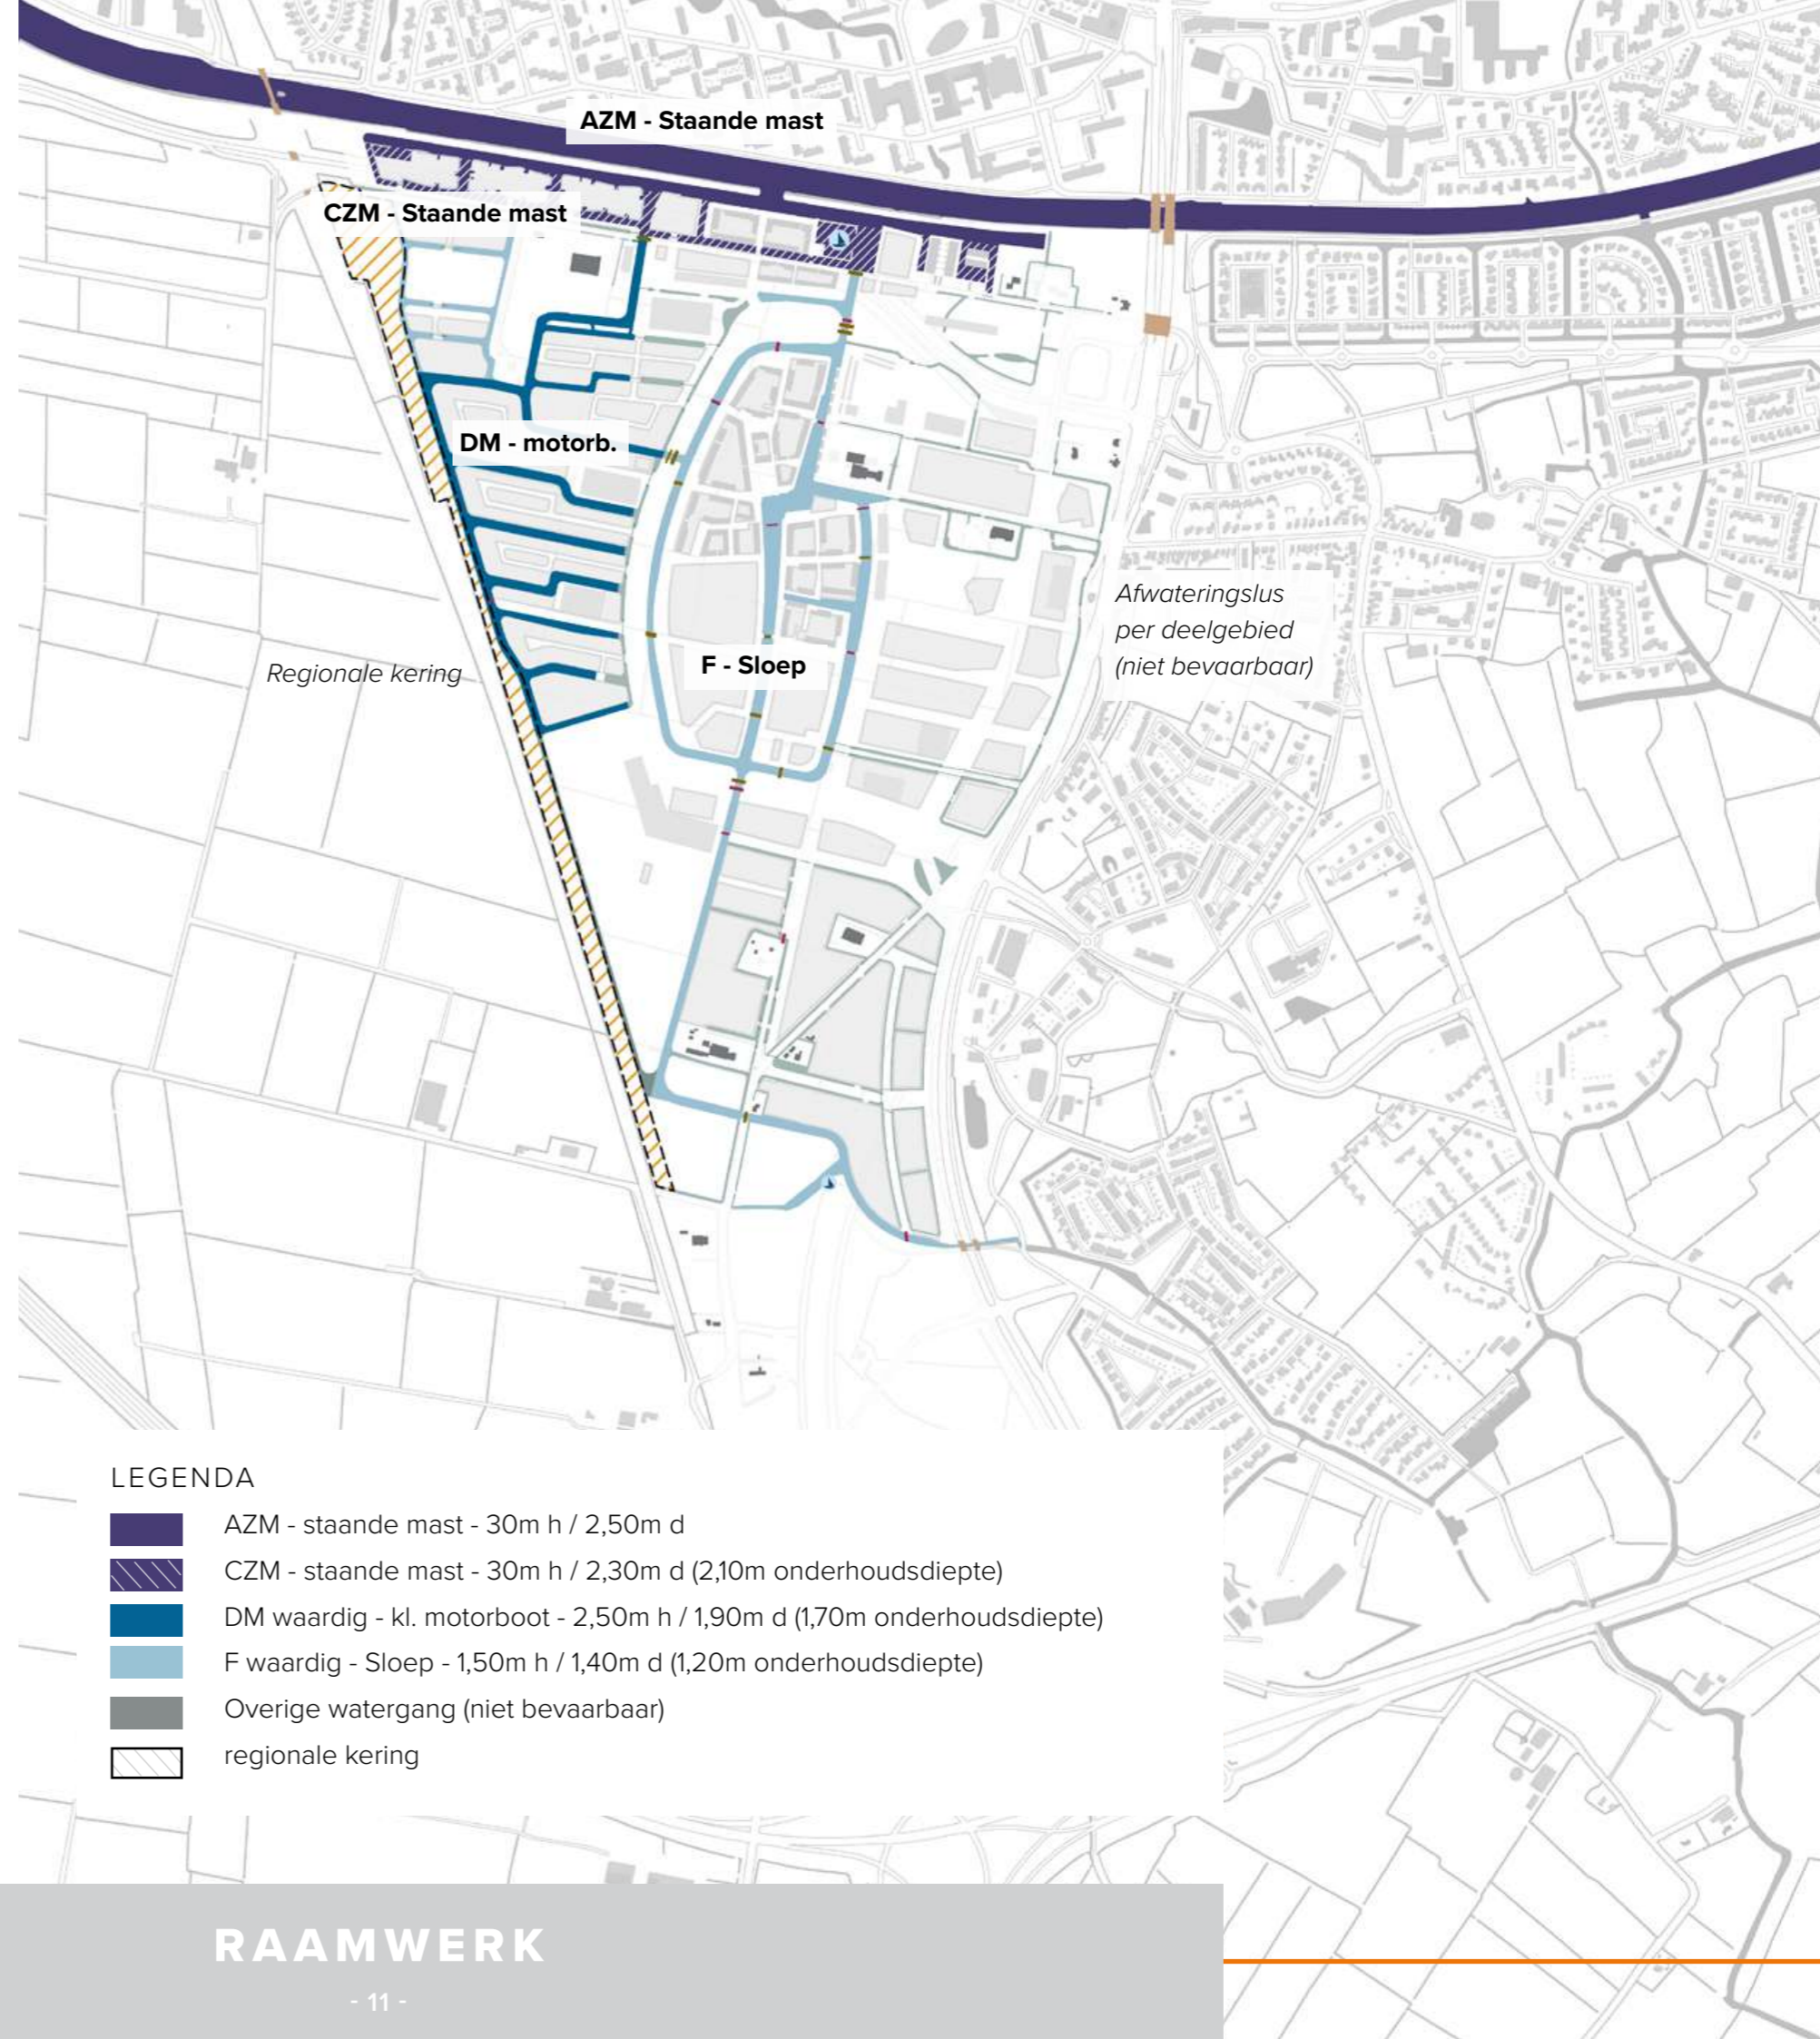 AZM - Staande mast
CZM - Staande mast
DM - motorb.
Afwateringslus
per deelgebied
(niet bevaarbaar)
Regionale kering
F - Sloep
LEGENDA
AZM - staande mast - 30m h / 2,50m d
CZM - staande mast - 30m h / 2,30m d (2,10m onderhoudsdiepte)
DM waardig - kl. motorboot - 2,50m h / 1,90m d (1,70m onderhoudsdiepte)
F waardig - Sloep - 1,50m h / 1,40m d (1,20m onderhoudsdiepte)
Overige watergang (niet bevaarbaar)
regionale kering
RAAMWERK
- 11 -